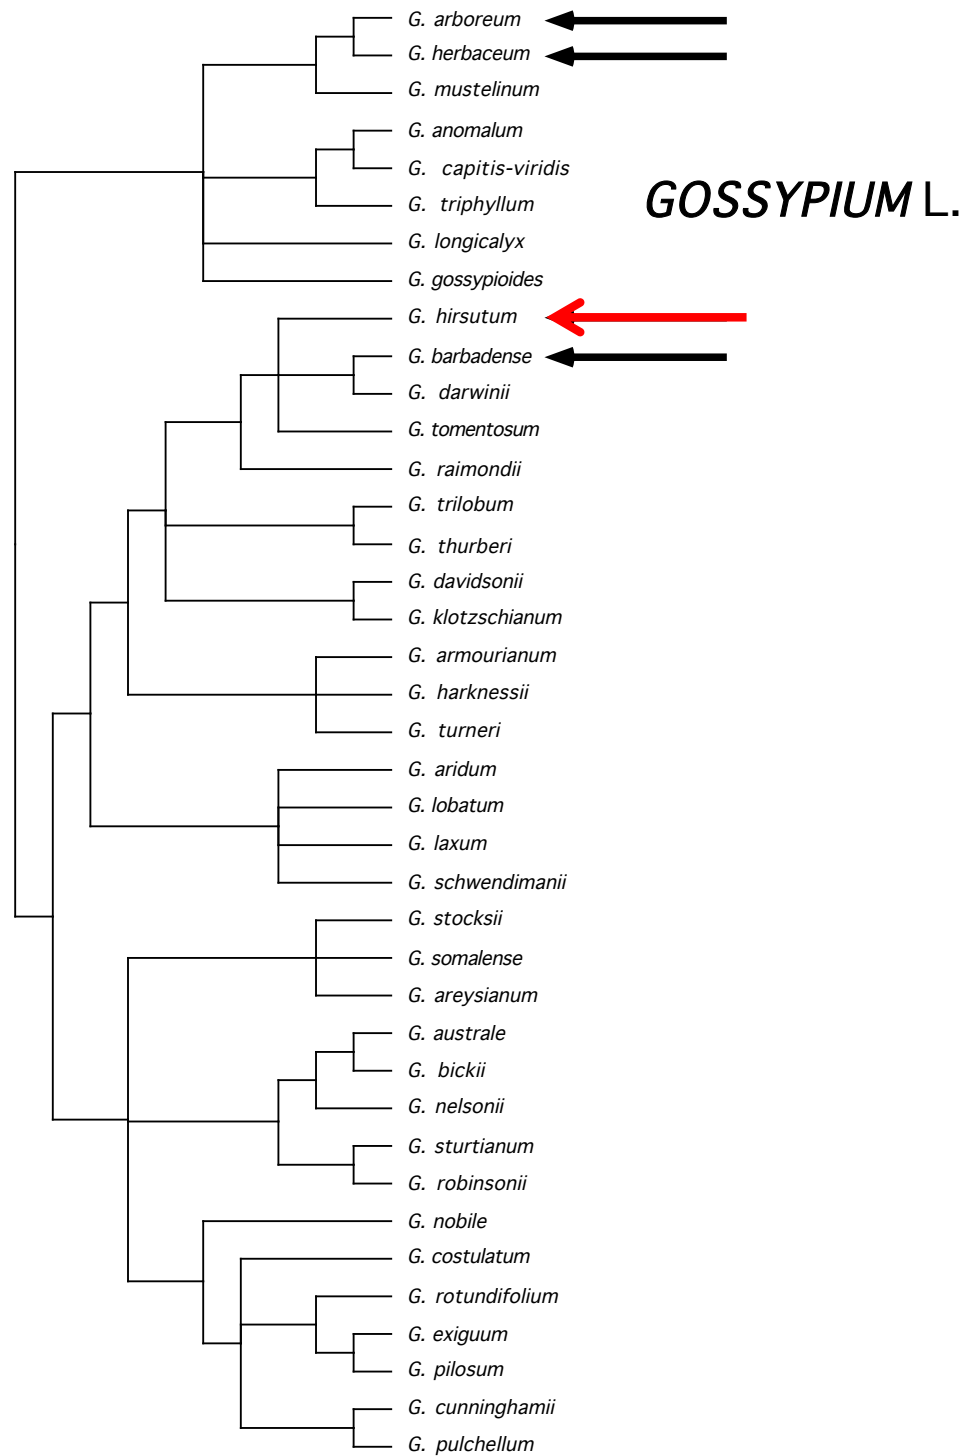 G. arboreum
G. herbaceum
G. mustelinum
G. anomalum
G. capitis-viridis
G. triphyllum
GOSSYPIUM L.
G. longicalyx
G. gossypioides
G. hirsutum
G. barbadense
G. darwinii
G. tomentosum
G. raimondii
G. trilobum
G. thurberi
G. davidsonii
G. klotzschianum
G. armourianum
G. harknessii
G. turneri
G. aridum
G. lobatum
G. laxum
G. schwendimanii
G. stocksii
G. somalense
G. areysianum
G. australe
G. bickii
G. nelsonii
G. sturtianum
G. robinsonii
G. nobile
G. costulatum
G. rotundifolium
G. exiguum
G. pilosum
G. cunninghamii
G. pulchellum